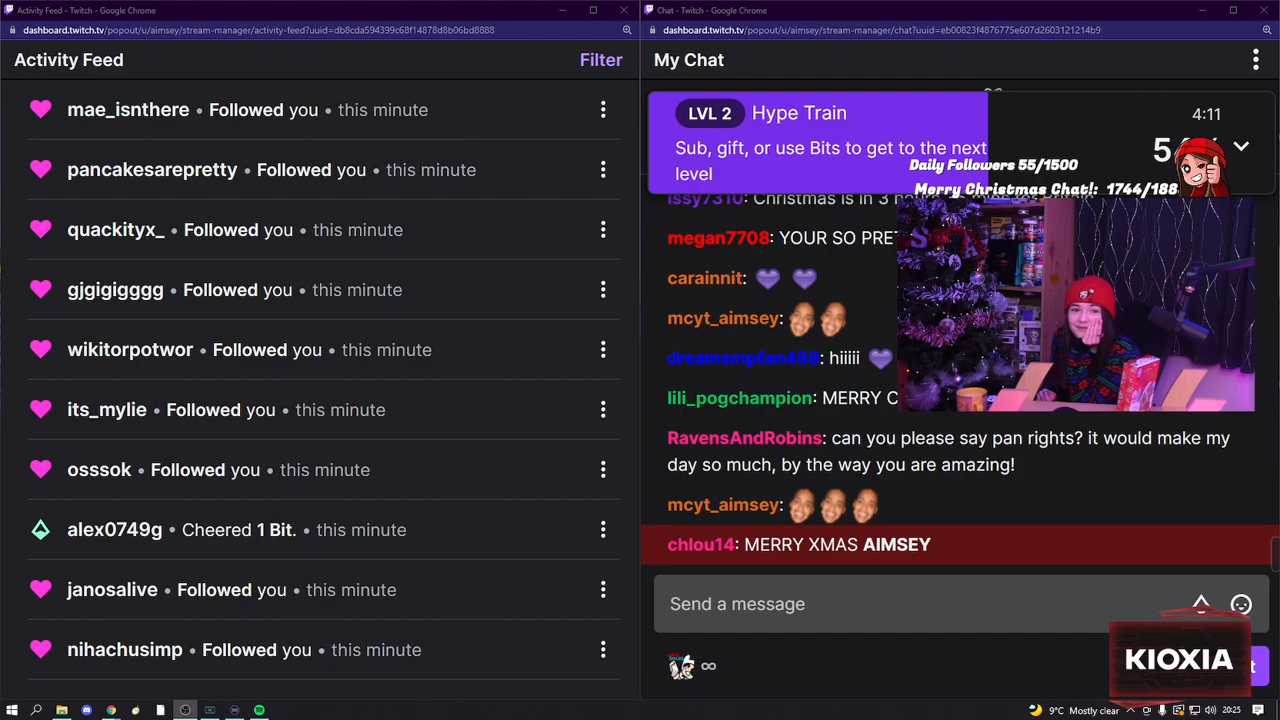 Activity Feed - Twitch - Google Chrome
dashboard.twitch.tv/popout/u/aimsey/stream-manager/activity-feed?uuid=db8cda594399c68f14878d8b06bd8888
Activity Feed
Filter
mae_isnthere • Followed you • this minute
pancakesarepretty • Followed you • this minute
quackityx_ • Followed you • this minute
gjgigigggg • Followed you • this minute
wikitorpotwor • Followed you • this minute
its_mylie • Followed you • this minute
osssok • Followed you • this minute
alex0749g • Cheered 1 Bit. • this minute
janosalive • Followed you • this minute
nihachusimp • Followed you • this minute
Chat - Twitch - Google Chrome
dashboard.twitch.tv/popout/u/aimsey/stream-manager/chat?uuid=eb00823f4876775e607d2603121214b9
My Chat
LVL 2 Hype Train
4:11
Sub, gift, or use Bits to get to the next
level
5
Daily Followers 55/1500
Merry Christmas Chat!: 1744/188
issy7310: Christmas is in 3
megan7708: YOUR SO PRE
carainnit:
mcyt_aimsey:
dreamsmpfan488: hiiiii
lili_pogchampion: MERRY C
RavensAndRobins: can you please say pan rights? it would make my
day so much, by the way you are amazing!
mcyt_aimsey:
chlou14: MERRY XMAS AIMSEY
Send a message
∞
KIOXIA
9°C Mostly clear
20:25